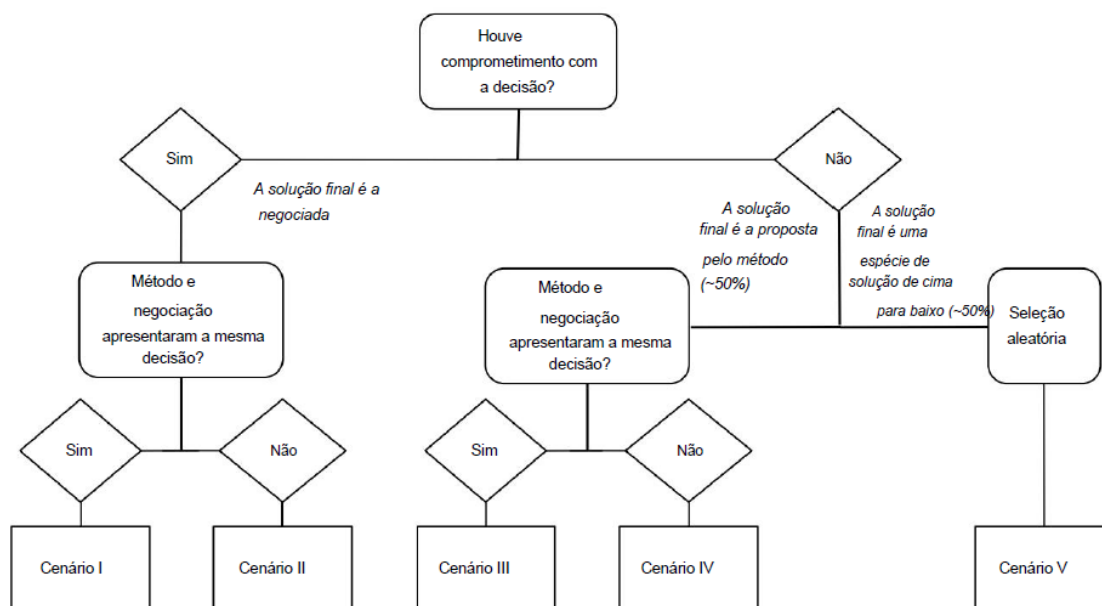 Houve
comprometimento com
a decisão?
Sim
Não
A solução final é a
negociada
A solução
final é a proposta
pelo método
(~50%)
A solução
final é uma
espécie de
solução de cima
para baixo (~50%)
Método e
negociação
apresentaram a mesma
decisão?
Método e
negociação
apresentaram a mesma
decisão?
Seleção
aleatória
Sim
Não
Sim
Não
Cenário I
Cenário II
Cenário III
Cenário IV
Cenário V